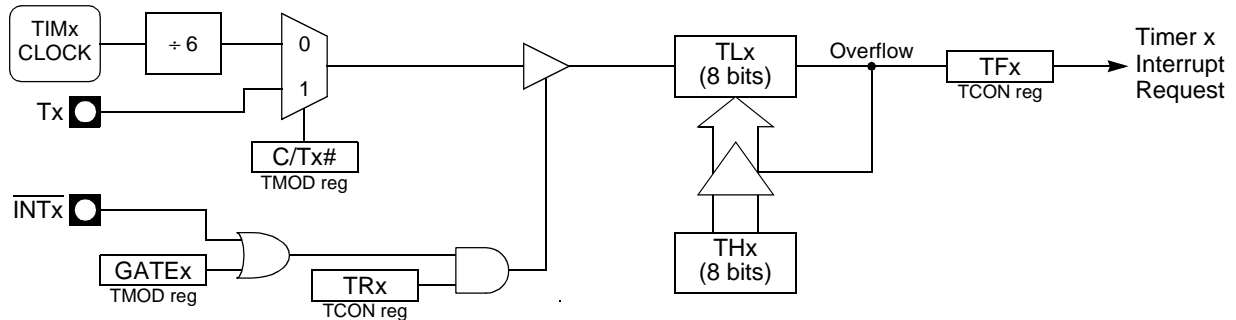 TIMx
CLOCK
÷ 6
0
1
Tx
C/Tx#
TMOD reg
INTx
GATEx
TMOD reg
TRx
TCON reg
TLx
(8 bits)
Overflow
TFx
TCON reg
Timer x
Interrupt
Request
THx
(8 bits)